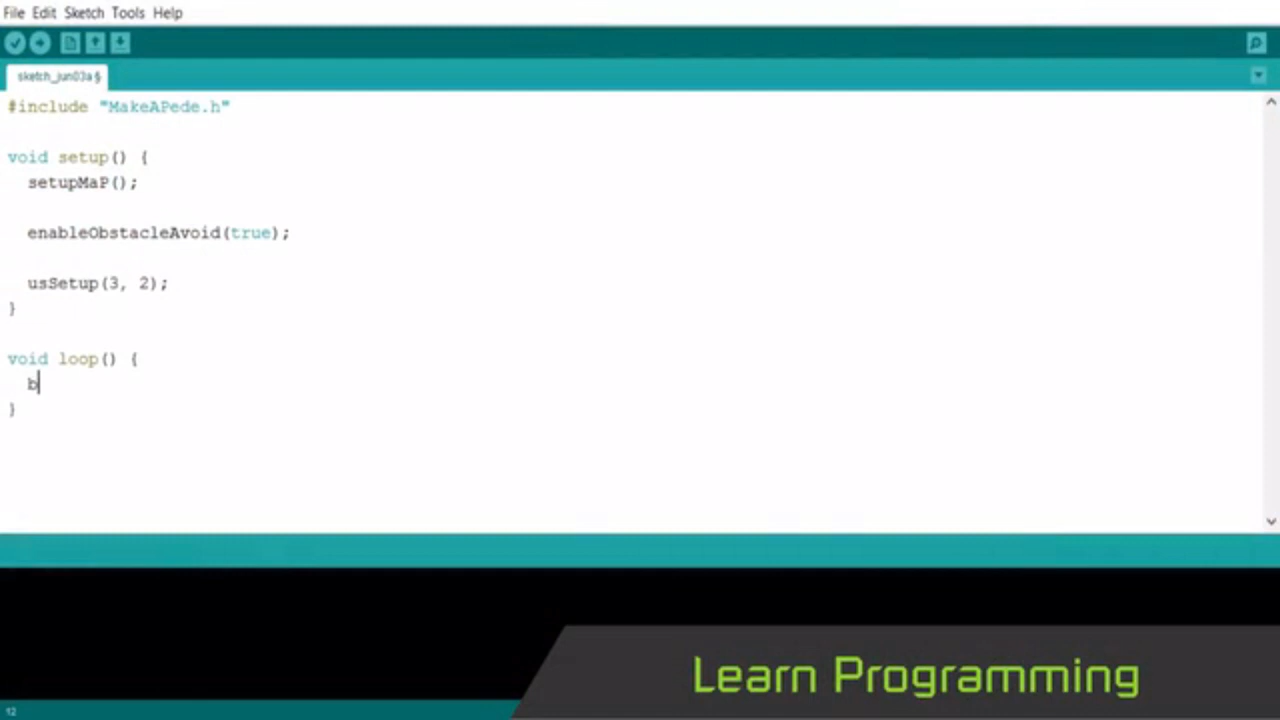 File Edit Sketch Tools Help
sketch_jun03a §
#include "MakeAPede.h"
void setup() {
setupMaP();
enableObstacleAvoid(true);
usSetup(3, 2);
}
void loop() {
b
}
Learn Programming
12